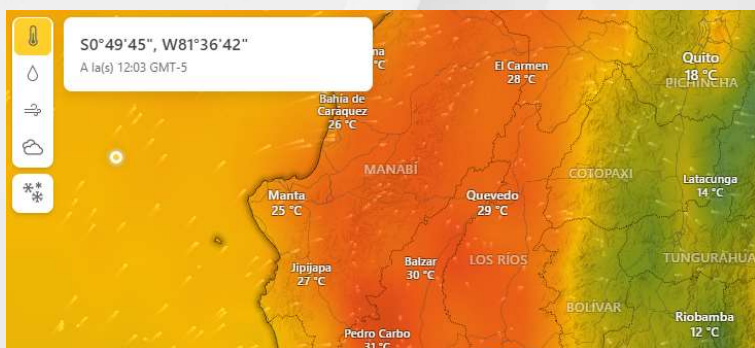 S0°49'45", W81°36'42"
A la(s) 12:03 GMT-5
na
°C
El Carmen
28 °C
Quito
18 °C
PICHINCHA
Bahía de
Caráquez
26 °C
MANABÍ
COTOPAXI
Latacunga
14 °C
Manta
25 °C
Quevedo
29 °C
Jipijapa
27 °C
Balzar
30 °C
LOS RÍOS
TUNGURAHUA
BOLÍVAR
Riobamba
12 °C
Pedro Carbo
31 °C